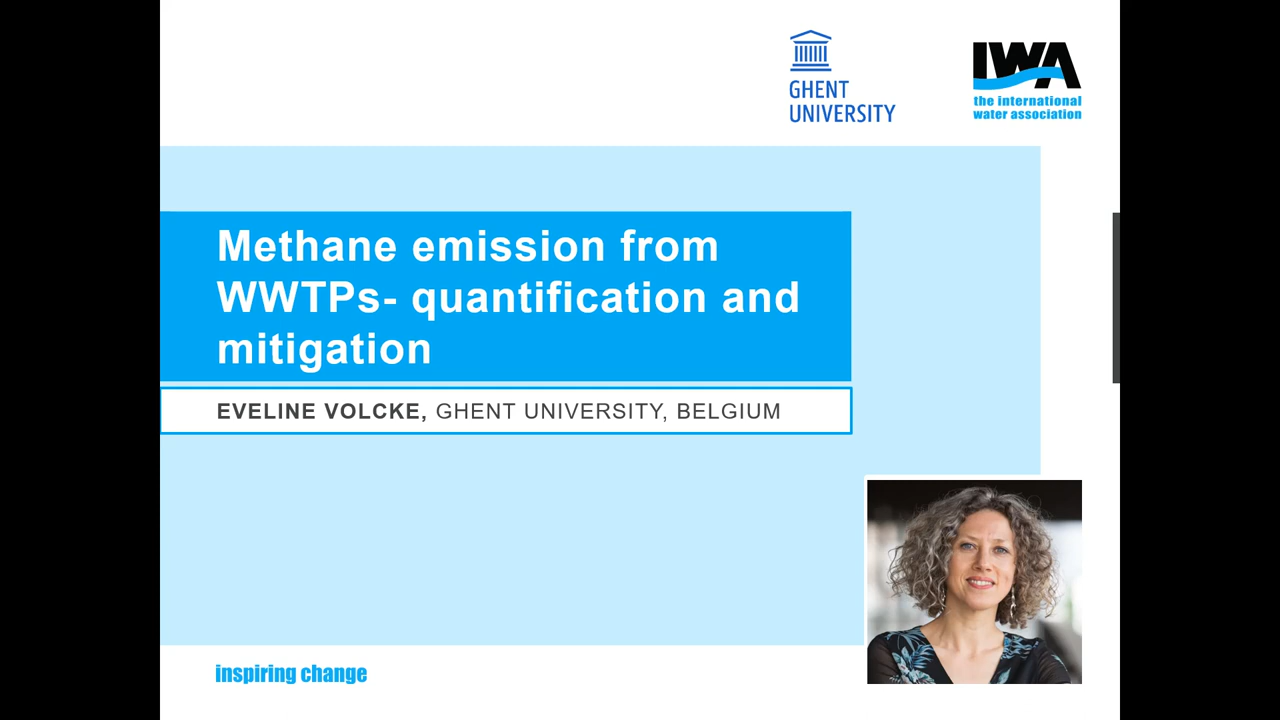 GHENT
UNIVERSITY
IWA
the international
water association
Methane emission from
WWTPs- quantification and
mitigation
EVELINE VOLCKE, GHENT UNIVERSITY, BELGIUM
inspiring change